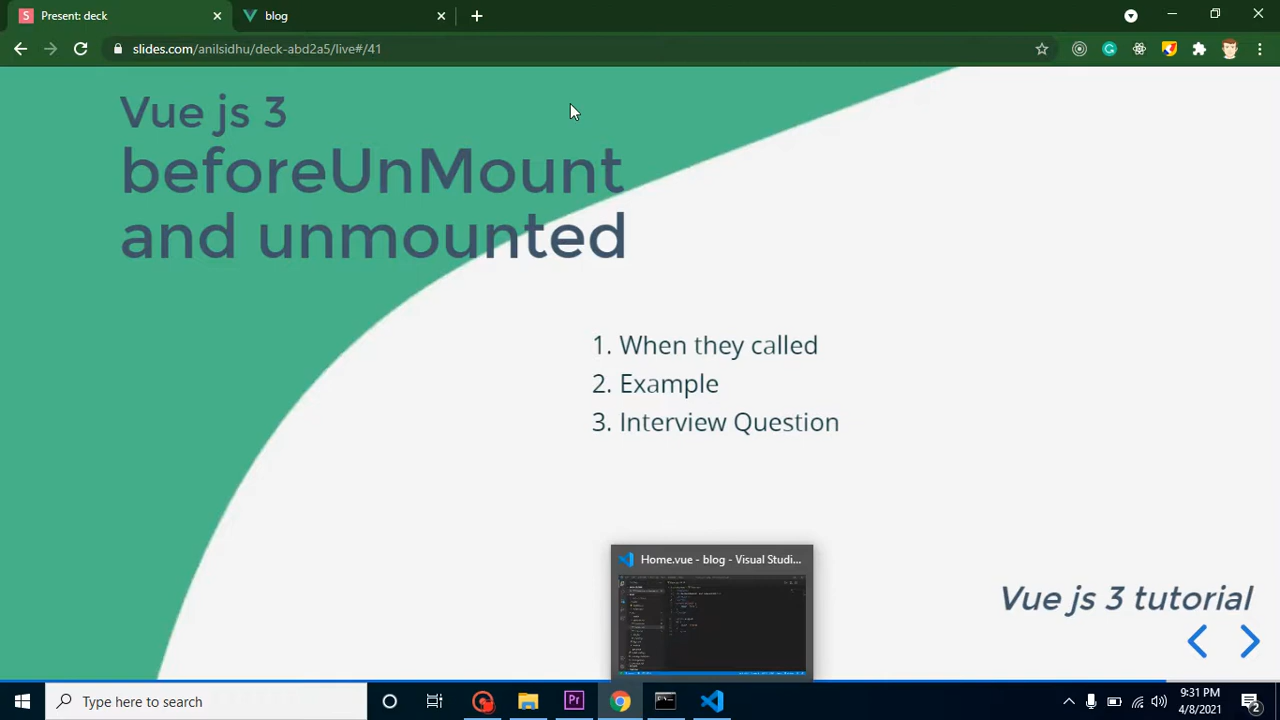 Present: deck
blog
slides.com/anilsidhu/deck-abd2a5/live#/41
Vue js 3
beforeUnMount
and unmounted
1. When they called
2. Example
3. Interview Question
Home.vue - blog - Visual Studi...
Vue js 3 tutorial
Type here to search
Pr
9:31 PM
4/8/2021
2